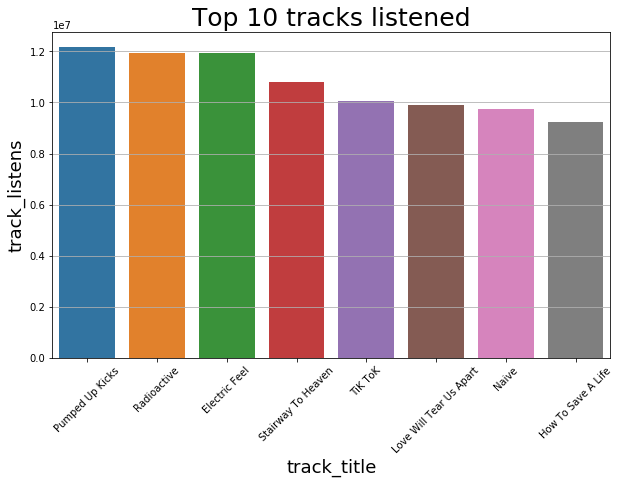 Top 10 tracks listened
1e7
track_listens
1.2
1.0
0.8
0.6
0.4
0.2
0.0
Pumped Up Kicks
Radioactive
Electric Feel
Stairway To Heaven
TiK ToK
Love Will Tear Us Apart
Naïve
How To Save A Life
track_title